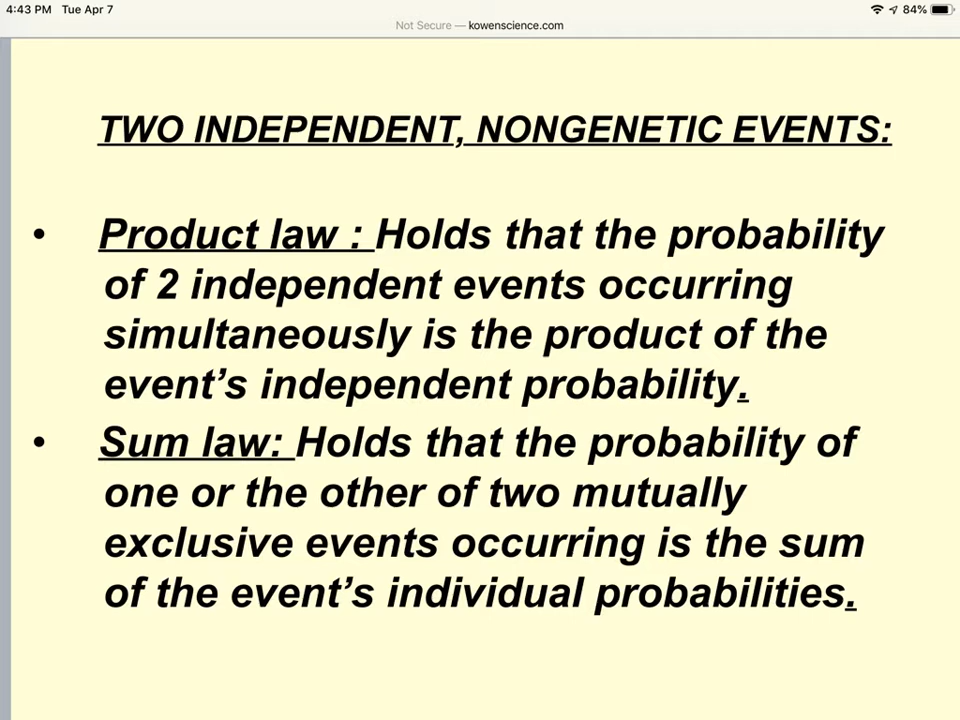 4:43 PM Tue Apr 7 84%
Not Secure — kowenscience.com
TWO INDEPENDENT, NONGENETIC EVENTS:
• Product law : Holds that the probability
of 2 independent events occurring
simultaneously is the product of the
event’s independent probability.
• Sum law: Holds that the probability of
one or the other of two mutually
exclusive events occurring is the sum
of the event’s individual probabilities.